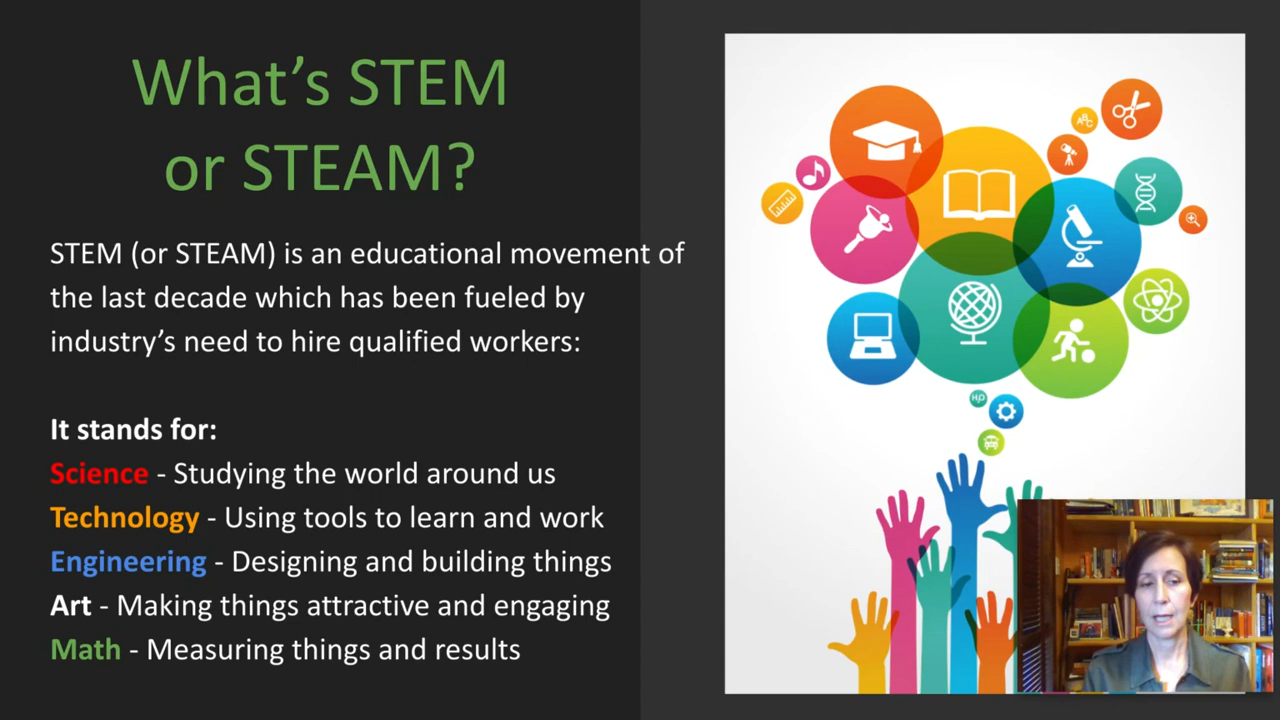 What's STEM
or STEAM?
STEM (or STEAM) is an educational movement of
the last decade which has been fueled by
industry's need to hire qualified workers:
It stands for:
Science - Studying the world around us
Technology - Using tools to learn and work
Engineering - Designing and building things
Art - Making things attractive and engaging
Math - Measuring things and results
ABC